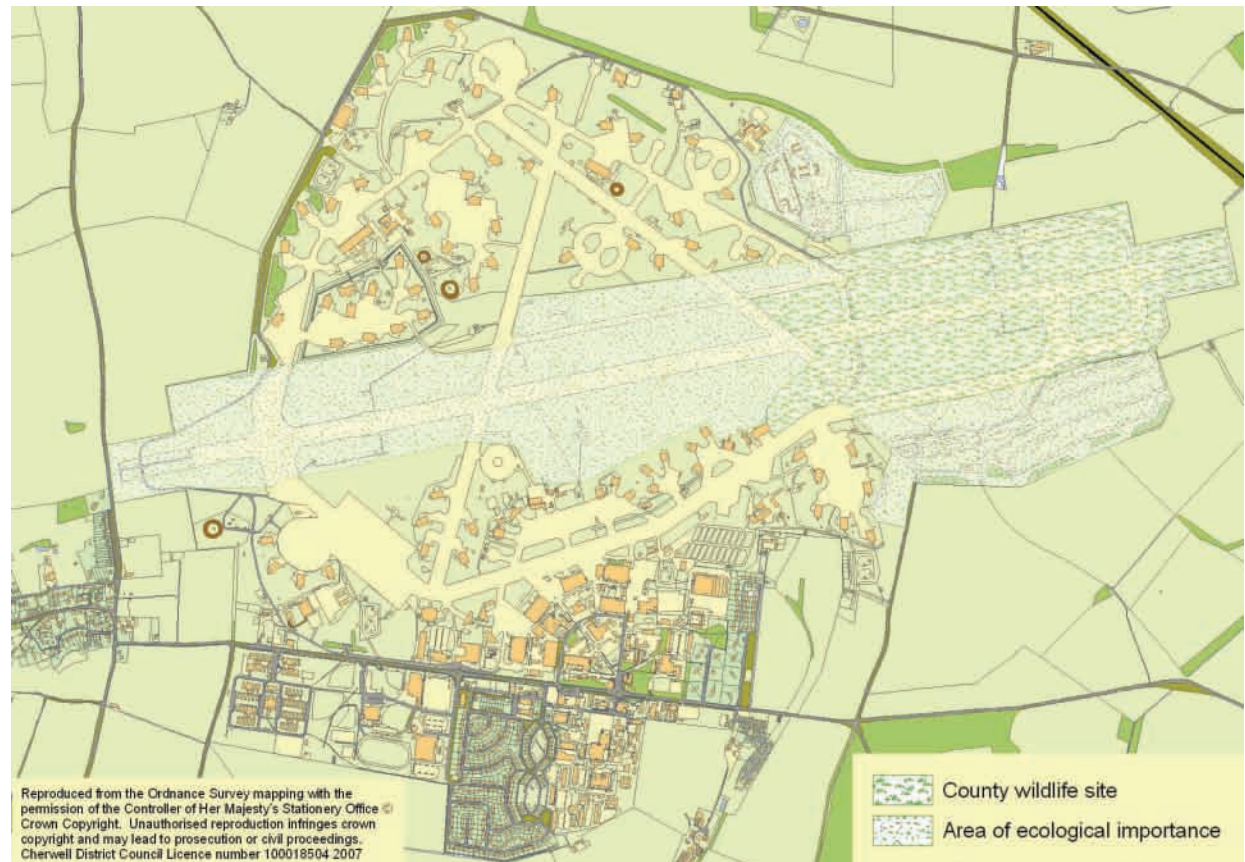 Reproduced from the Ordnance Survey mapping with the
permission of the Controller of Her Majesty's Stationery Office ©
Crown Copyright. Unauthorised reproduction infringes crown
copyright and may lead to prosecution or civil proceedings.
Cherwell District Council Licence number 100018504 2007
County wildlife site
Area of ecological importance